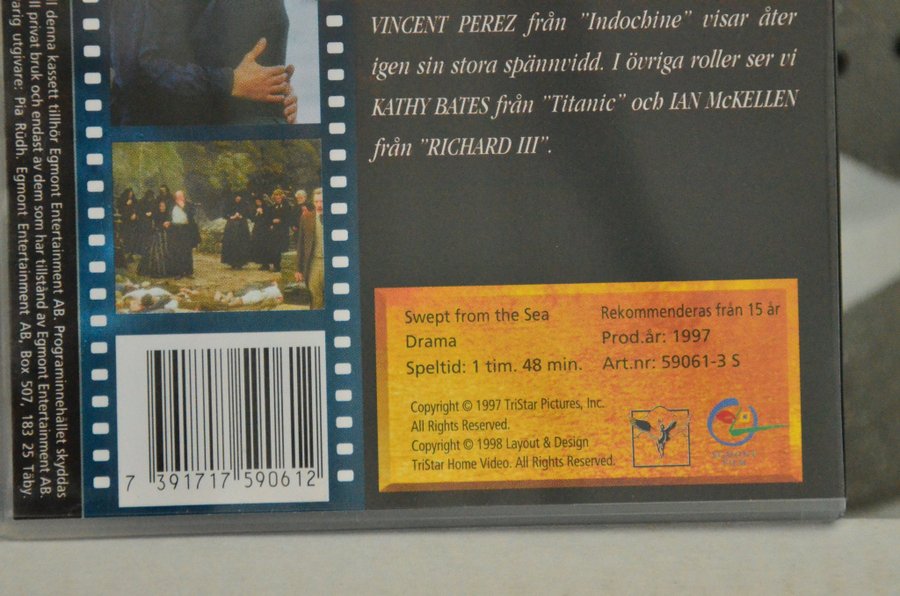 VINCENT PEREZ från "Indochine" visar åter
igen sin stora spännvidd. I övriga roller ser vi
KATHY BATES från "Titanic" och IAN McKELLEN
från "RICHARD III".
Swept from the Sea
Drama
Speltid: 1 tim. 48 min.
Rekommenderas från 15 år
Prod.år: 1997
Art.nr: 59061-3 S
Copyright © 1997 TriStar Pictures, Inc.
All Rights Reserved.
Copyright © 1998 Layout & Design
TriStar Home Video. All Rights Reserved.
7 391717 590612
ll denna kassett tillhör Egmont Entertainment AB. Programinnehållet skyddas
ll privat bruk och endast av dem som har tillstånd av Egmont Entertainment AB.
arig utgivare: Pia Rüdh. Egmont Entertainment AB, Box 507, 183 25 Täby.